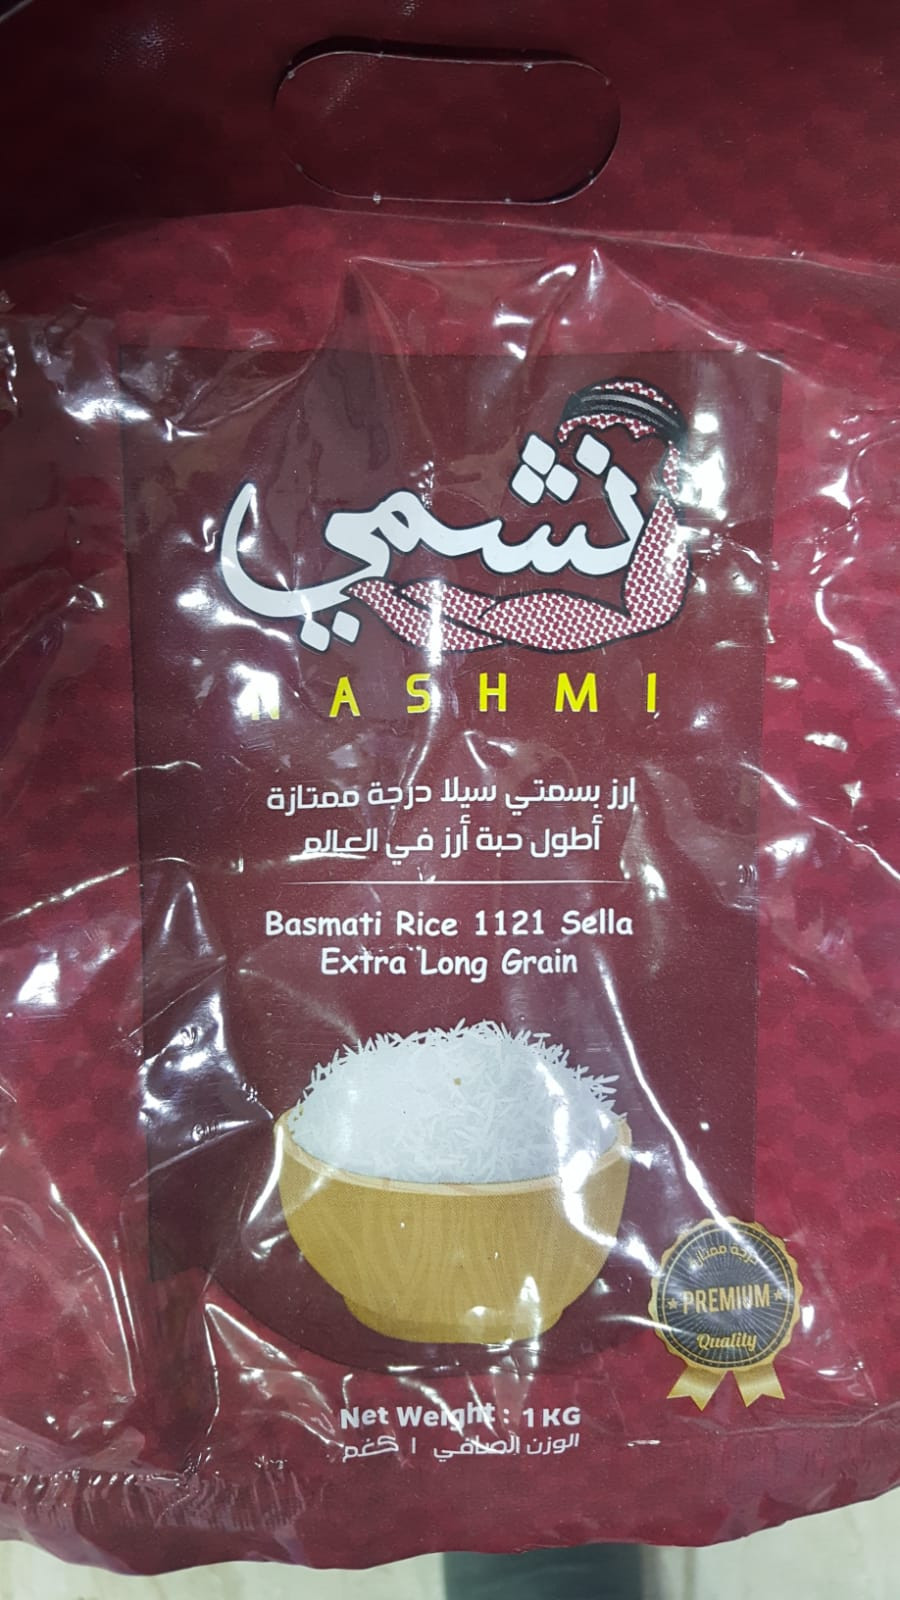 نشمي
NASHMI
ارز بسمتي سيلا درجة ممتازة
أطول حبة أرز في العالم
Basmati Rice 1121 Sella
Extra Long Grain
درجة ممتازة
PREMIUM
Quality
Net Weight : 1 KG
الوزن الصافي ١ كغم